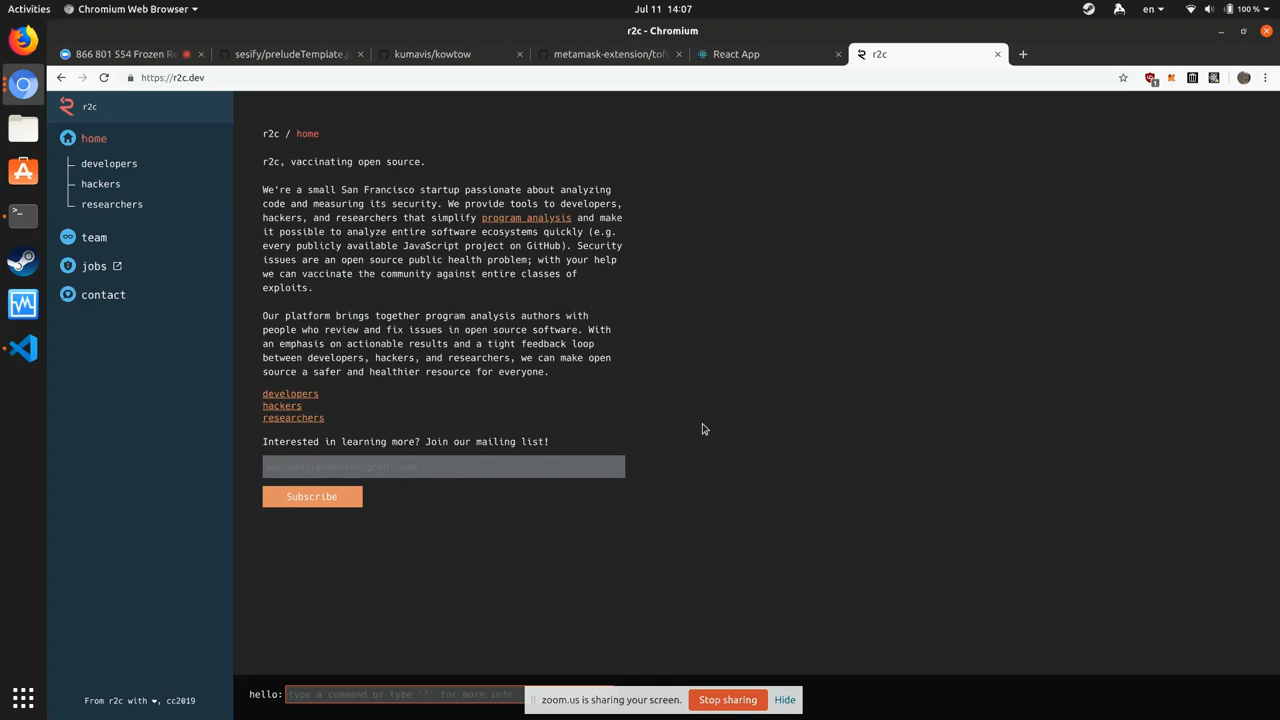 Activities
Chromium Web Browser
Jul 11 14:07
en
100 %
r2c - Chromium
866 801 554 Frozen Re
sesify/preludeTemplate.j
kumavis/kowtow
metamask-extension/tofu
React App
r2c
https://r2c.dev
1
r2c
home
developers
hackers
researchers
team
jobs
contact
From r2c with ❤, cc2019
r2c / home
r2c, vaccinating open source.
We're a small San Francisco startup passionate about analyzing
code and measuring its security. We provide tools to developers,
hackers, and researchers that simplify program analysis and make
it possible to analyze entire software ecosystems quickly (e.g.
every publicly available JavaScript project on GitHub). Security
issues are an open source public health problem; with your help
we can vaccinate the community against entire classes of
exploits.
Our platform brings together program analysis authors with
people who review and fix issues in open source software. With
an emphasis on actionable results and a tight feedback loop
between developers, hackers, and researchers, we can make open
source a safer and healthier resource for everyone.
developers
hackers
researchers
Interested in learning more? Join our mailing list!
Subscribe
hello: type a command or type '?' for more info
zoom.us is sharing your screen. Stop sharing Hide